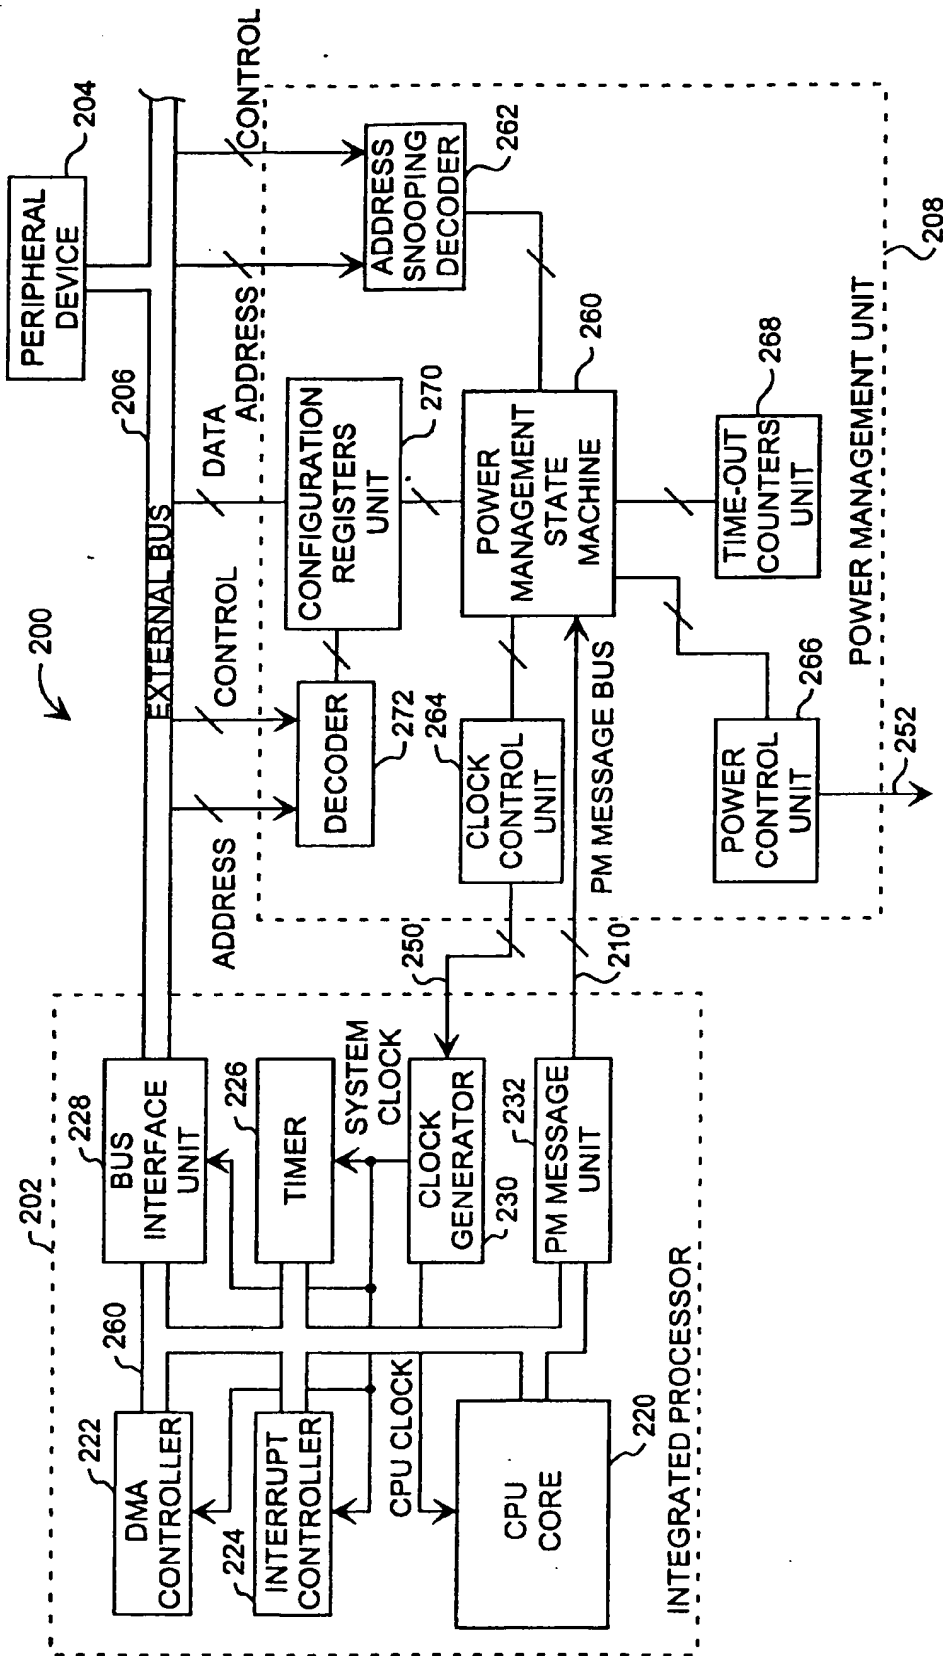 200
PERIPHERAL
DEVICE
204
206
EXTERNAL BUS
202
228
BUS
INTERFACE
UNIT
260
222
DMA
CONTROLLER
226
TIMER
224
INTERRUPT
CONTROLLER
SYSTEM
CLOCK
CLOCK
GENERATOR
230
CPU CLOCK
232
PM MESSAGE
UNIT
CPU
CORE
220
INTEGRATED PROCESSOR
250
210
ADDRESS
CONTROL
DATA
ADDRESS
CONTROL
DECODER
272
CONFIGURATION
REGISTERS
UNIT
270
ADDRESS
SNOOPING
DECODER
262
264
CLOCK
CONTROL
UNIT
PM MESSAGE BUS
POWER
MANAGEMENT
STATE
MACHINE
260
POWER
CONTROL
UNIT
266
252
TIME-OUT
COUNTERS
UNIT
268
POWER MANAGEMENT UNIT
208